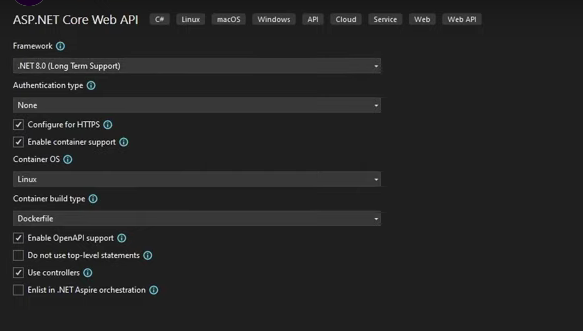 ASP.NET Core Web API C# Linux macOS Windows API Cloud Service Web Web API
Framework
.NET 8.0 (Long Term Support)
Authentication type
None
Configure for HTTPS
Enable container support
Container OS
Linux
Container build type
Dockerfile
Enable OpenAPI support
Do not use top-level statements
Use controllers
Enlist in .NET Aspire orchestration